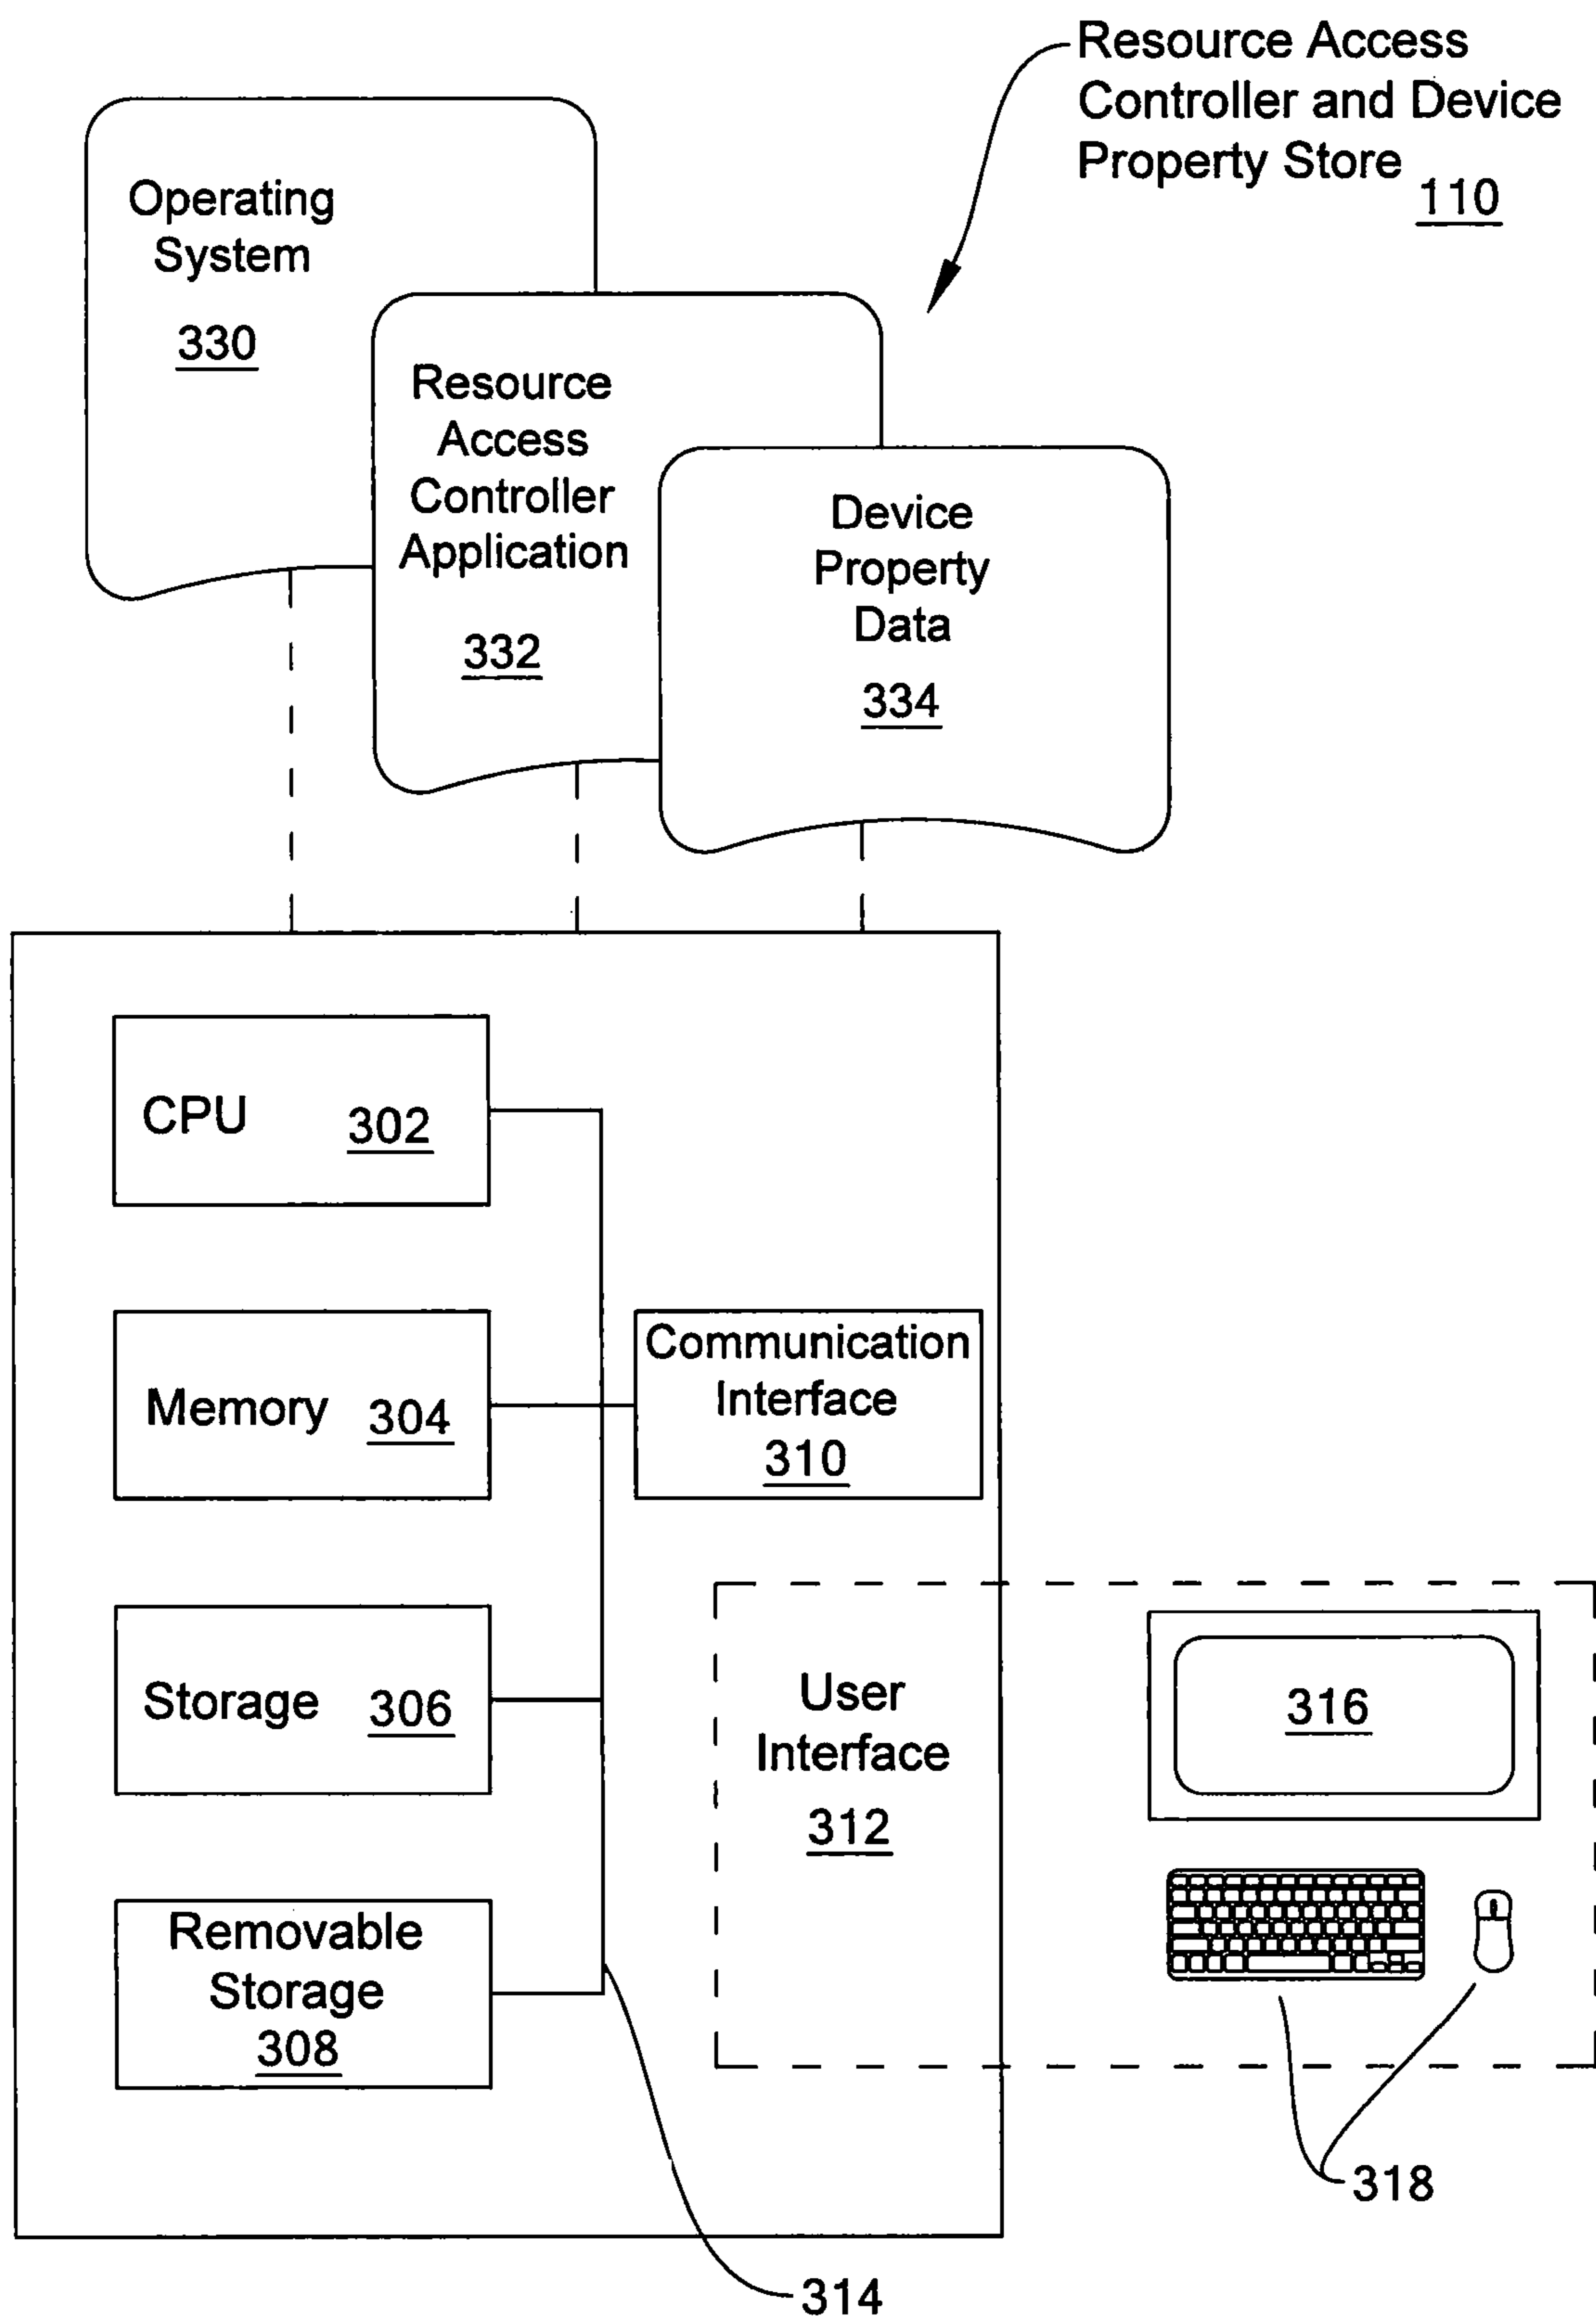 Resource Access
Controller and Device
Property Store
110
Operating
System
330
Resource
Access
Controller
Application
332
Device
Property
Data
334
CPU 302
Memory 304
Communication
Interface
310
Storage 306
User
Interface
312
316
Removable
Storage
308
318
314